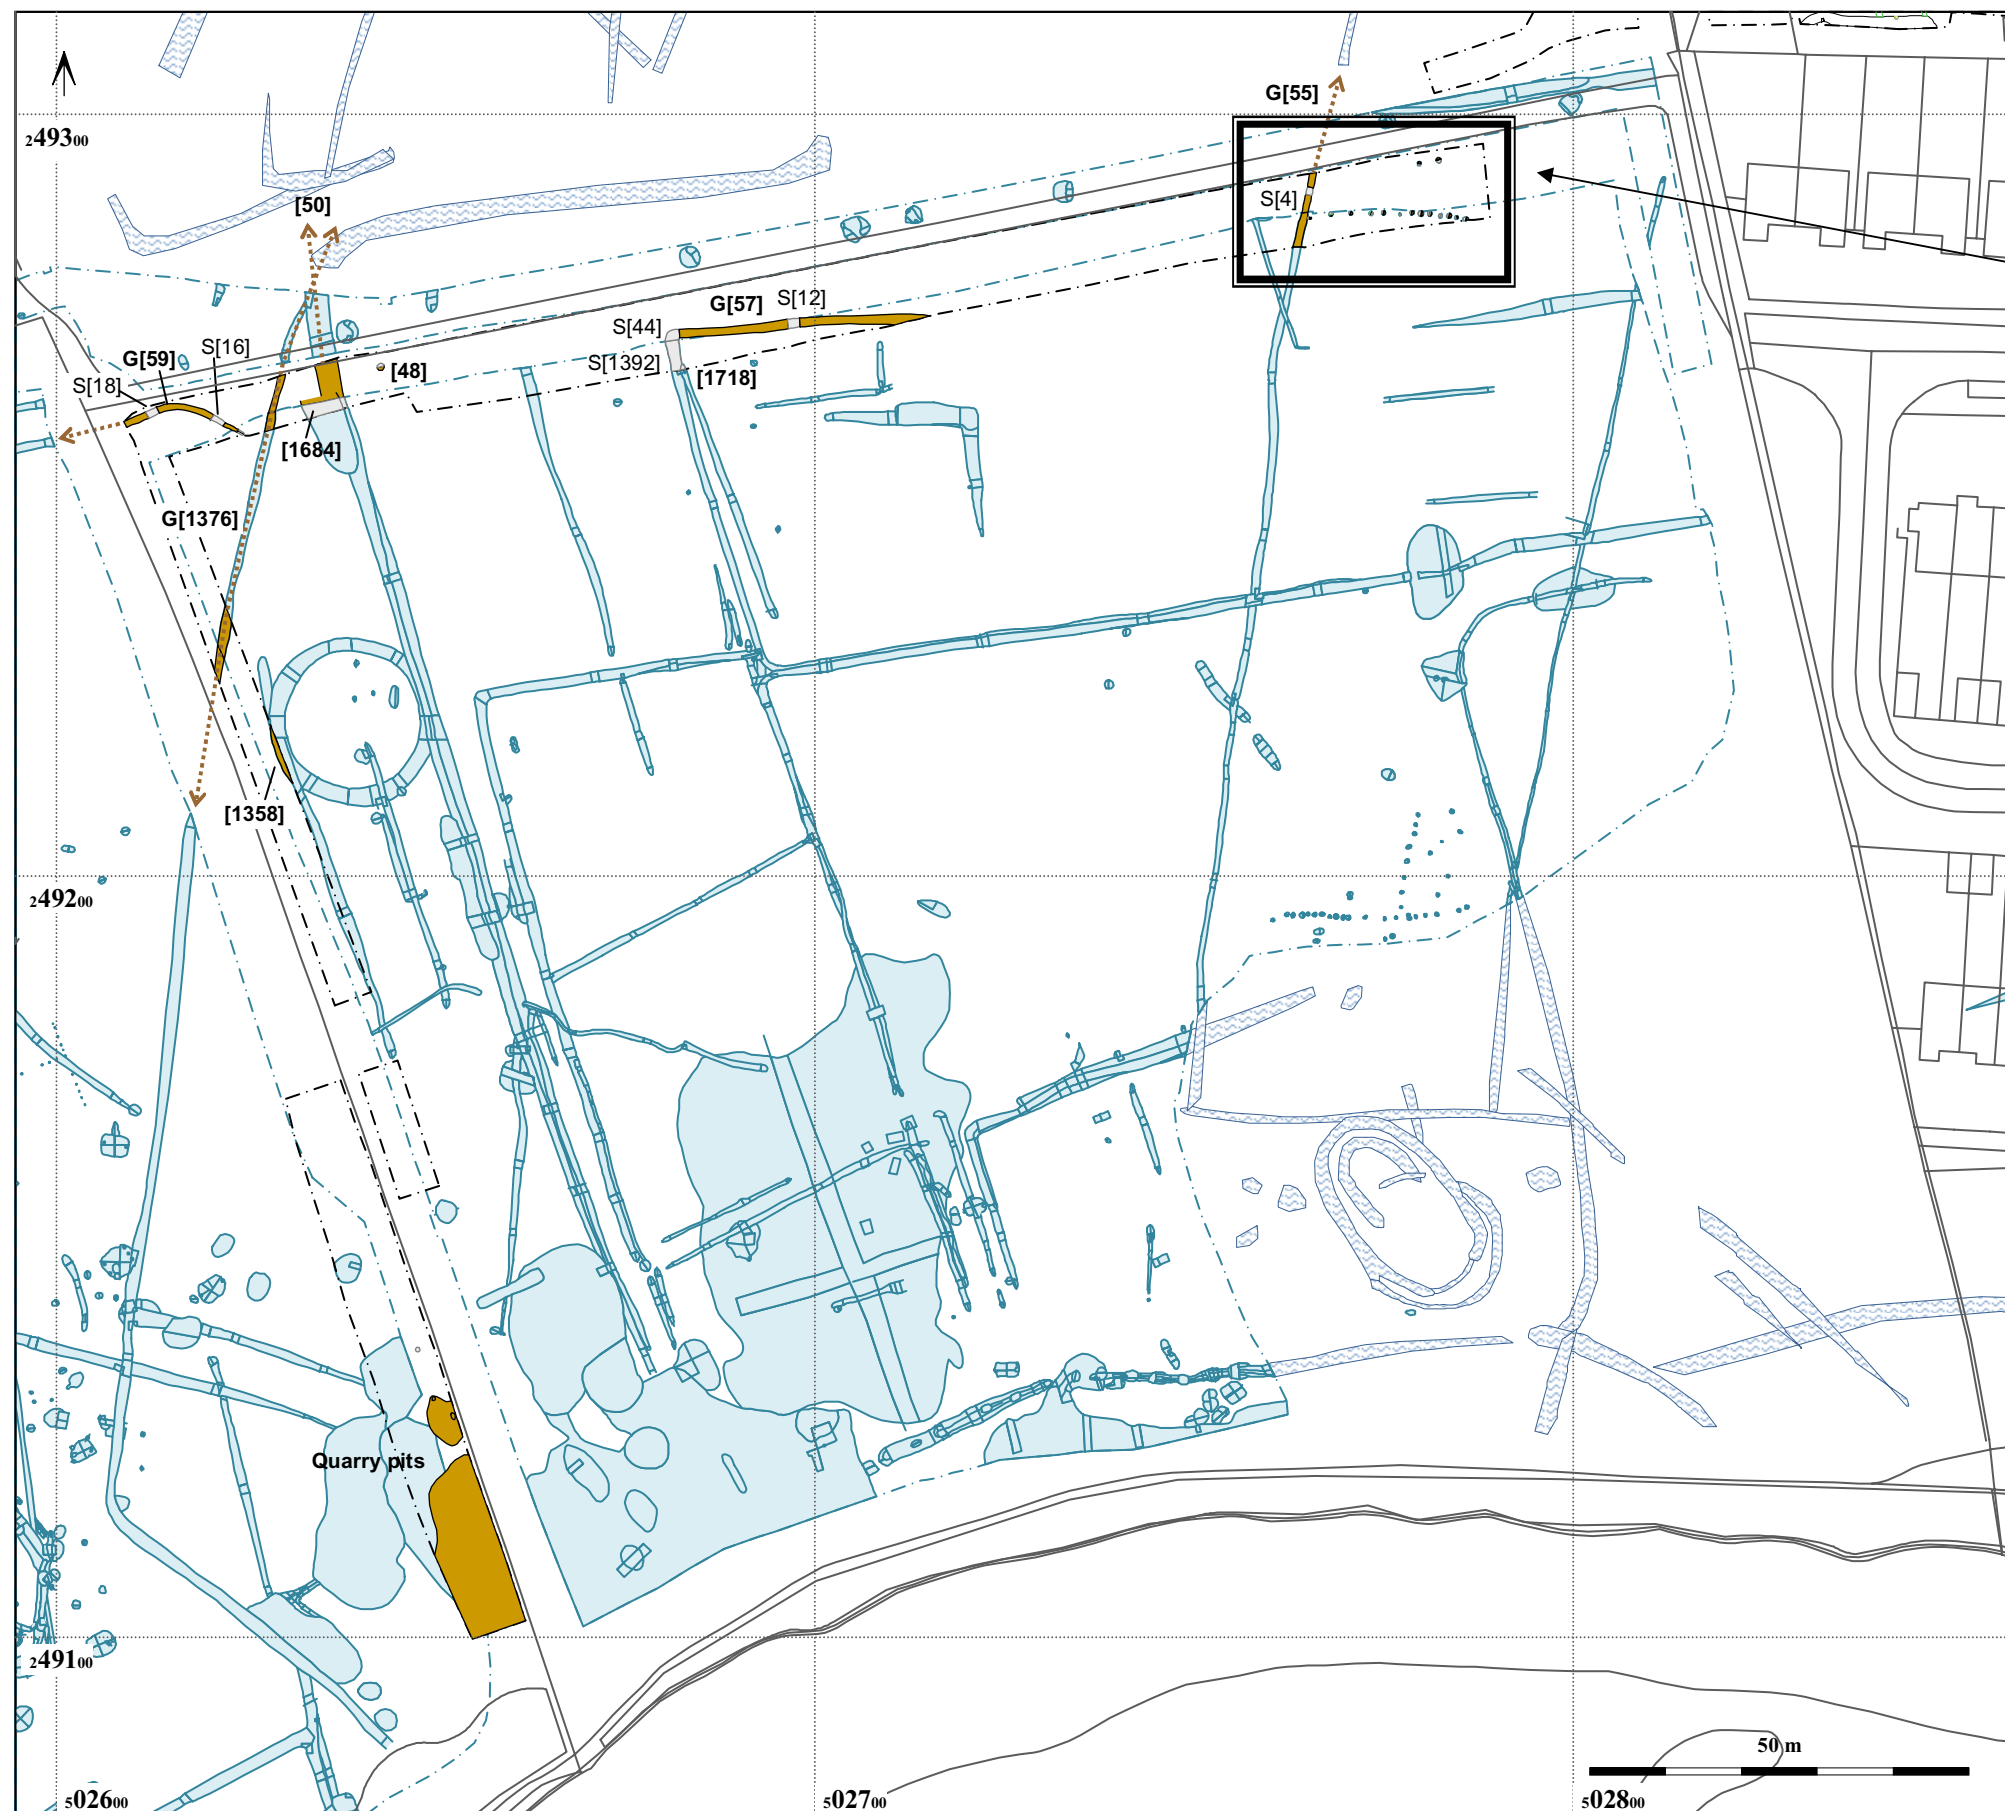 G[55]
249300
S[4]
[50]
S[12]
G[57]
S[44]
S[16]
G[59]
S[1392]
[48]
[1718]
S[18]
[1684]
G[1376]
[1358]
249200
Quarry pits
249100
50 m
502600
502700
502800